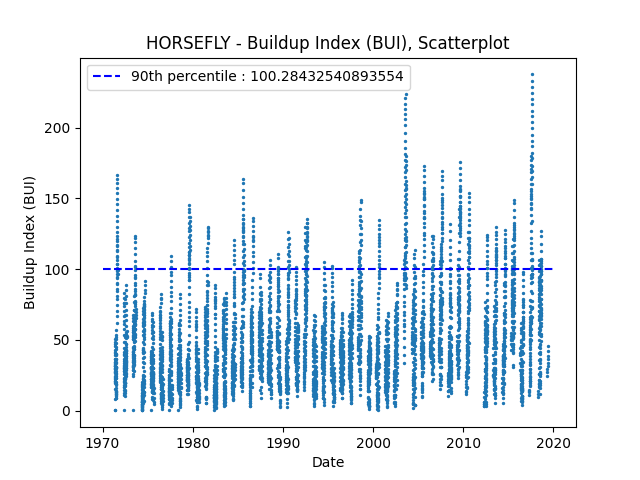 HORSEFLY - Buildup Index (BUI), Scatterplot
90th percentile : 100.28432540893554
200
150
100
50
0
Buildup Index (BUI)
1970 1980 1990 2000 2010 2020
Date